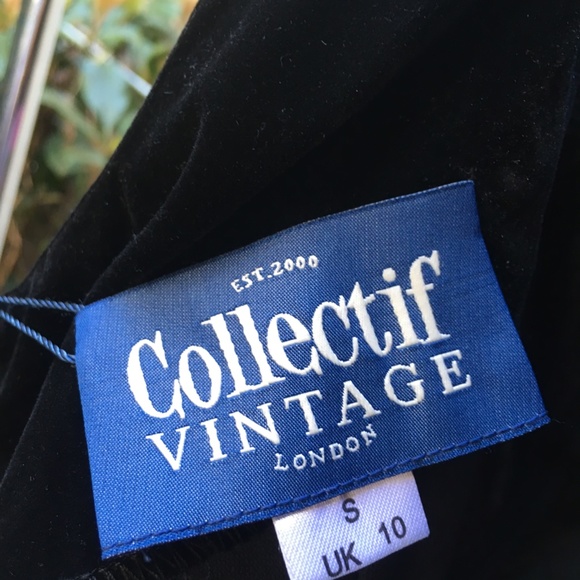 EST.2000
Collectif
VINTAGE
LONDON
S
UK 10